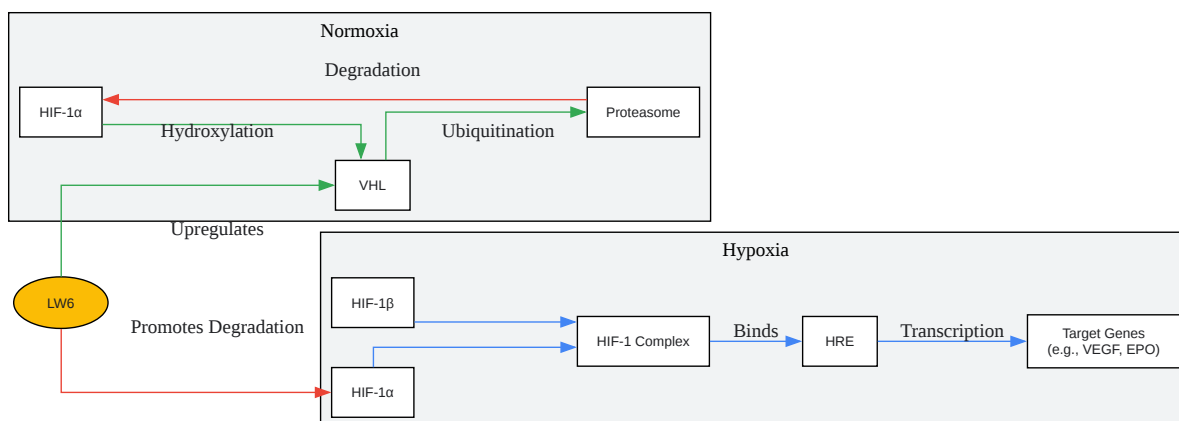 Normoxia
Degradation
HIF-1α
Proteasome
Hydroxylation
Ubiquitination
VHL
Upregulates
Hypoxia
LW6
HIF-1β
Promotes Degradation
HIF-1 Complex
Binds
HRE
Transcription
Target Genes
(e.g., VEGF, EPO)
HIF-1α